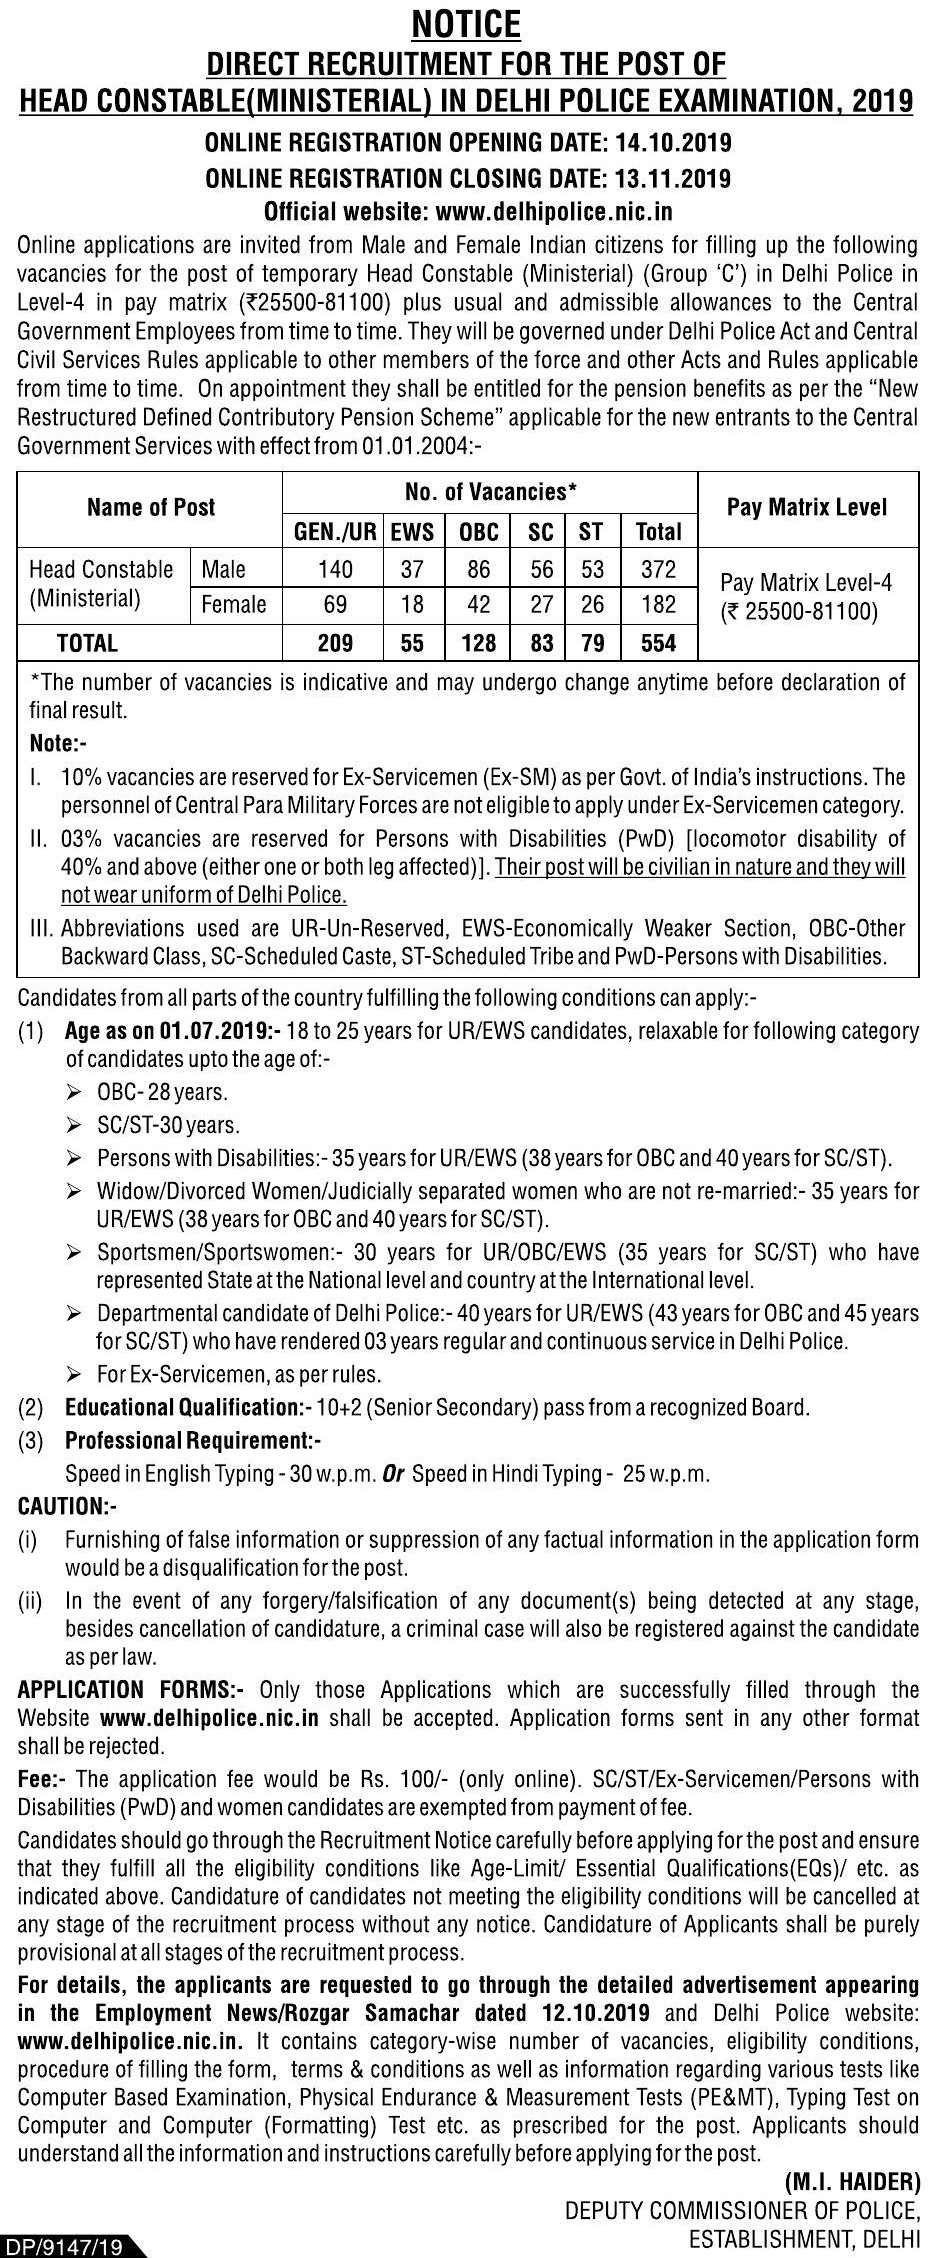 NOTICE
DIRECT RECRUITMENT FOR THE POST OF
HEAD CONSTABLE(MINISTERIAL) IN DELHI POLICE EXAMINATION, 2019
ONLINE REGISTRATION OPENING DATE: 14.10.2019
ONLINE REGISTRATION CLOSING DATE: 13.11.2019
Official website: www.delhipolice.nic.in
Online applications are invited from Male and Female Indian citizens for filling up the following
vacancies for the post of temporary Head Constable (Ministerial) (Group ‘C’) in Delhi Police in
Level-4 in pay matrix (₹25500-81100) plus usual and admissible allowances to the Central
Government Employees from time to time. They will be governed under Delhi Police Act and Central
Civil Services Rules applicable to other members of the force and other Acts and Rules applicable
from time to time. On appointment they shall be entitled for the pension benefits as per the “New
Restructured Defined Contributory Pension Scheme” applicable for the new entrants to the Central
Government Services with effect from 01.01.2004:-
Name of Post No. of Vacancies* Pay Matrix Level
GEN./UR EWS OBC SC ST Total
Head Constable (Ministerial) Male 140 37 86 56 53 372 Pay Matrix Level-4
Female 69 18 42 27 26 182 (₹ 25500-81100)
TOTAL 209 55 128 83 79 554
*The number of vacancies is indicative and may undergo change anytime before declaration of
final result.
Note:-
I. 10% vacancies are reserved for Ex-Servicemen (Ex-SM) as per Govt. of India’s instructions. The
personnel of Central Para Military Forces are not eligible to apply under Ex-Servicemen category.
II. 03% vacancies are reserved for Persons with Disabilities (PwD) [locomotor disability of
40% and above (either one or both leg affected)]. Their post will be civilian in nature and they will
not wear uniform of Delhi Police.
III. Abbreviations used are UR-Un-Reserved, EWS-Economically Weaker Section, OBC-Other
Backward Class, SC-Scheduled Caste, ST-Scheduled Tribe and PwD-Persons with Disabilities.
Candidates from all parts of the country fulfilling the following conditions can apply:-
(1) Age as on 01.07.2019:- 18 to 25 years for UR/EWS candidates, relaxable for following category
of candidates upto the age of:-
➢ OBC- 28 years.
➢ SC/ST-30 years.
➢ Persons with Disabilities:- 35 years for UR/EWS (38 years for OBC and 40 years for SC/ST).
➢ Widow/Divorced Women/Judicially separated women who are not re-married:- 35 years for
UR/EWS (38 years for OBC and 40 years for SC/ST).
➢ Sportsmen/Sportswomen:- 30 years for UR/OBC/EWS (35 years for SC/ST) who have
represented State at the National level and country at the International level.
➢ Departmental candidate of Delhi Police:- 40 years for UR/EWS (43 years for OBC and 45 years
for SC/ST) who have rendered 03 years regular and continuous service in Delhi Police.
➢ For Ex-Servicemen, as per rules.
(2) Educational Qualification:- 10+2 (Senior Secondary) pass from a recognized Board.
(3) Professional Requirement:-
Speed in English Typing - 30 w.p.m. Or Speed in Hindi Typing - 25 w.p.m.
CAUTION:-
(i) Furnishing of false information or suppression of any factual information in the application form
would be a disqualification for the post.
(ii) In the event of any forgery/falsification of any document(s) being detected at any stage,
besides cancellation of candidature, a criminal case will also be registered against the candidate
as per law.
APPLICATION FORMS:- Only those Applications which are successfully filled through the
Website www.delhipolice.nic.in shall be accepted. Application forms sent in any other format
shall be rejected.
Fee:- The application fee would be Rs. 100/- (only online). SC/ST/Ex-Servicemen/Persons with
Disabilities (PwD) and women candidates are exempted from payment of fee.
Candidates should go through the Recruitment Notice carefully before applying for the post and ensure
that they fulfill all the eligibility conditions like Age-Limit/ Essential Qualifications(EQs)/ etc. as
indicated above. Candidature of candidates not meeting the eligibility conditions will be cancelled at
any stage of the recruitment process without any notice. Candidature of Applicants shall be purely
provisional at all stages of the recruitment process.
For details, the applicants are requested to go through the detailed advertisement appearing
in the Employment News/Rozgar Samachar dated 12.10.2019 and Delhi Police website:
www.delhipolice.nic.in. It contains category-wise number of vacancies, eligibility conditions,
procedure of filling the form, terms & conditions as well as information regarding various tests like
Computer Based Examination, Physical Endurance & Measurement Tests (PE&MT), Typing Test on
Computer and Computer (Formatting) Test etc. as prescribed for the post. Applicants should
understand all the information and instructions carefully before applying for the post.
(M.I. HAIDER)
DEPUTY COMMISSIONER OF POLICE,
ESTABLISHMENT, DELHI
DP/9147/19